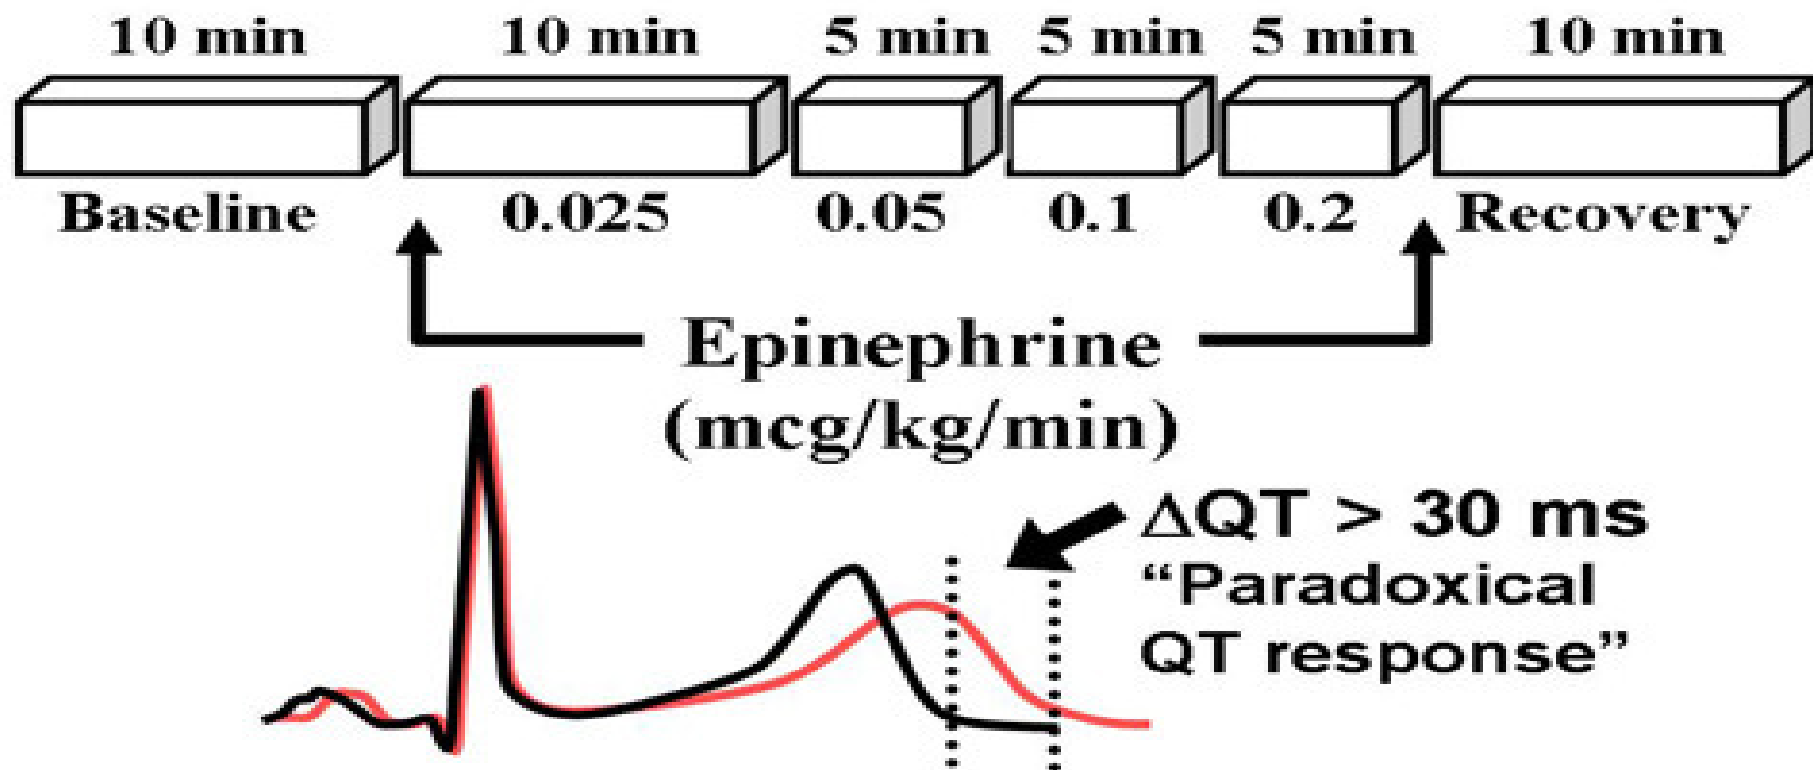 10 min 10 min 5 min 5 min 5 min 10 min
Baseline 0.025 0.05 0.1 0.2 Recovery
Epinephrine
(mcg/kg/min)
ΔQT > 30 ms
“Paradoxical
QT response”